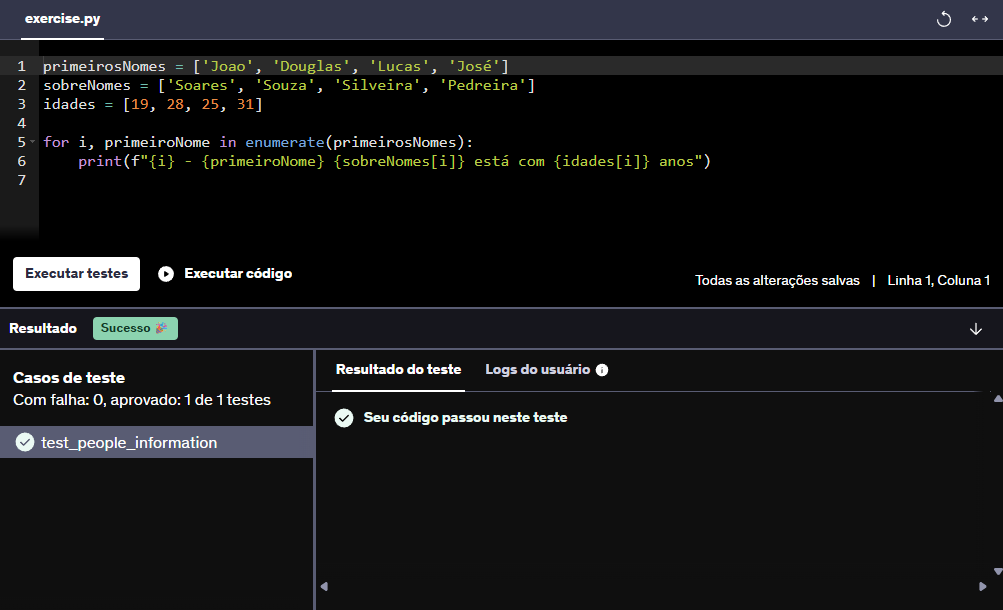 exercise.py
1 primeirosNomes = ['Joao', 'Douglas', 'Lucas', 'José']
2 sobreNomes = ['Soares', 'Souza', 'Silveira', 'Pedreira']
3 idades = [19, 28, 25, 31]
4
5 for i, primeiroNome in enumerate(primeirosNomes):
6     print(f"{i} - {primeiroNome} {sobreNomes[i]} está com {idades[i]} anos")
7
Executar testes Executar código Todas as alterações salvas | Linha 1, Coluna 1
Resultado Sucesso 🎉
Casos de teste
Com falha: 0, aprovado: 1 de 1 testes
test_people_information
Resultado do teste Logs do usuário
Seu código passou neste teste